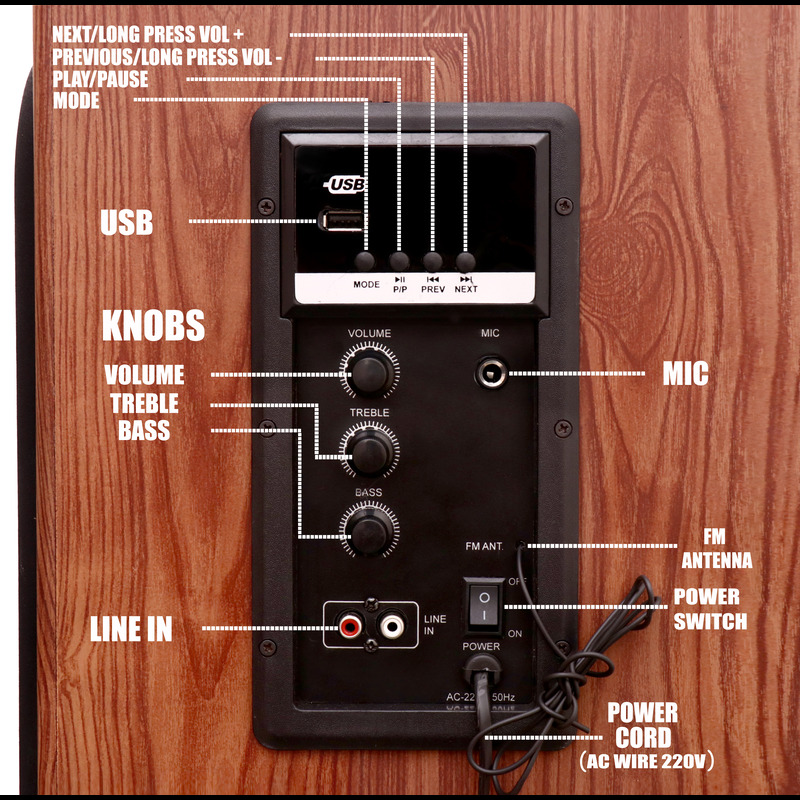 NEXT/LONG PRESS VOL +
PREVIOUS/LONG PRESS VOL -
PLAY/PAUSE
MODE
USB
USB
MODE
P/P
PREV
NEXT
KNOBS
VOLUME
MIC
VOLUME
TREBLE
BASS
MIC
TREBLE
BASS
FM ANT.
FM
ANTENNA
OFF
POWER
SWITCH
LINE IN
LINE
IN
ON
POWER
AC-22 50Hz
POWER
CORD
(AC WIRE 220V)